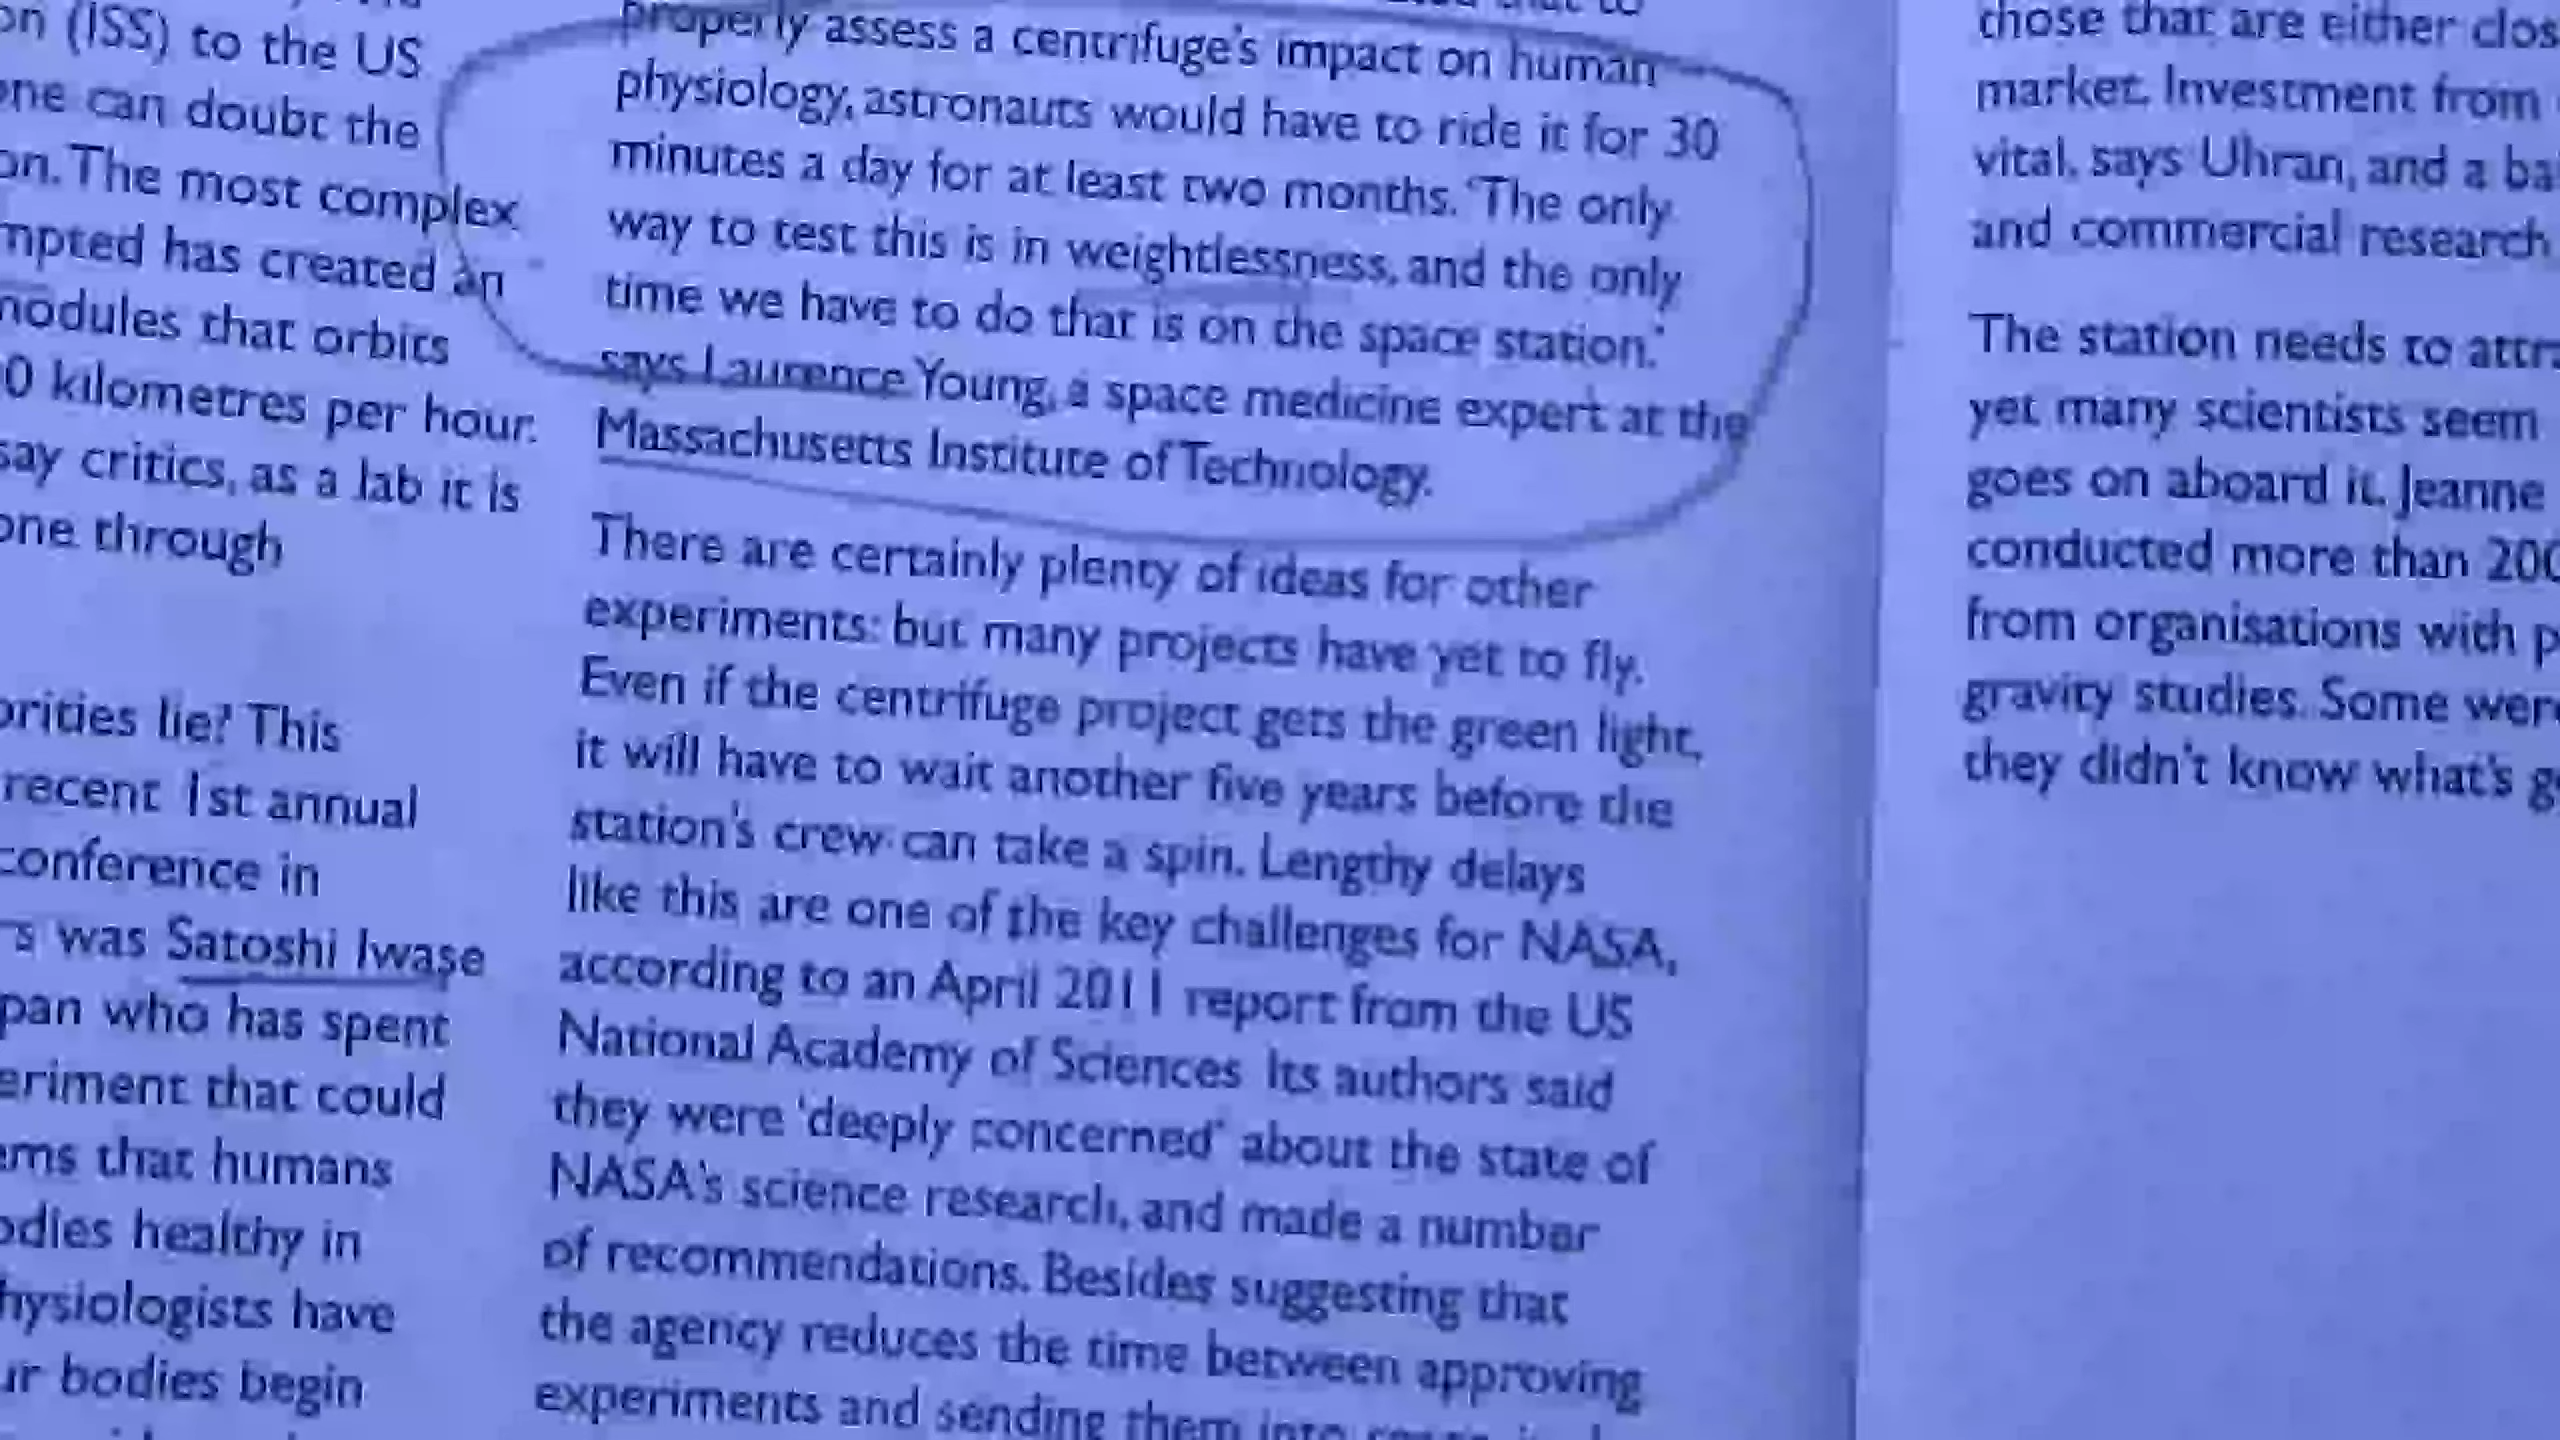 on (ISS) to the US
one can doubt the
on. The most complex
mpted has created an
modules that orbits
00 kilometres per hour.
say critics, as a lab it is
one through
orities lie? This
recent 1st annual
conference in
rs was Satoshi Iwase
pan who has spent
eriment that could
ems that humans
odies healthy in
hysiologists have
ur bodies begin
properly assess a centrifuge's impact on human
physiology, astronauts would have to ride it for 30
minutes a day for at least two months. 'The only
way to test this is in weightlessness, and the only
time we have to do that is on the space station.'
says Laurence Young, a space medicine expert at the
Massachusetts Institute of Technology.
There are certainly plenty of ideas for other
experiments: but many projects have yet to fly.
Even if the centrifuge project gets the green light,
it will have to wait another five years before the
station's crew can take a spin. Lengthy delays
like this are one of the key challenges for NASA,
according to an April 2011 report from the US
National Academy of Sciences. Its authors said
they were 'deeply concerned' about the state of
NASA's science research, and made a number
of recommendations. Besides suggesting that
the agency reduces the time between approving
experiments and sending them into
those that are either clos
market. Investment from
vital, says Uhran, and a ba
and commercial research
The station needs to attr
yet many scientists seem
goes on aboard it. Jeanne
conducted more than 200
from organisations with p
gravity studies. Some were
they didn't know what's g